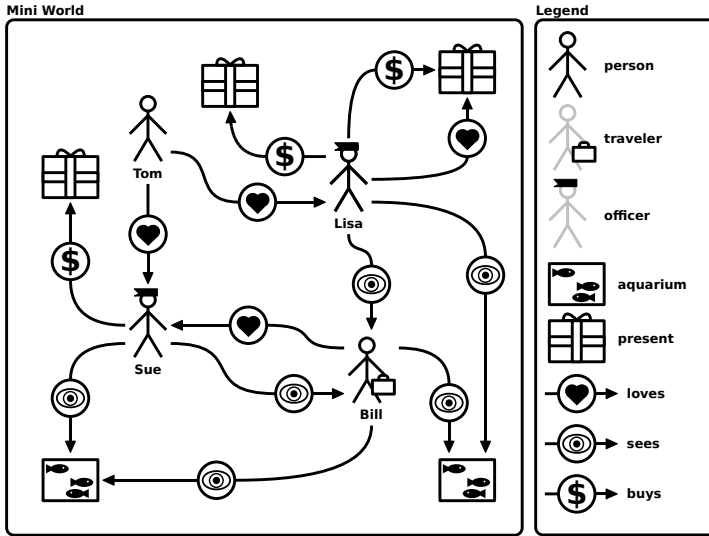 Mini World
Tom
Lisa
Sue
Bill
$
$
$
Legend
person
traveler
officer
aquarium
present
loves
sees
$ buys